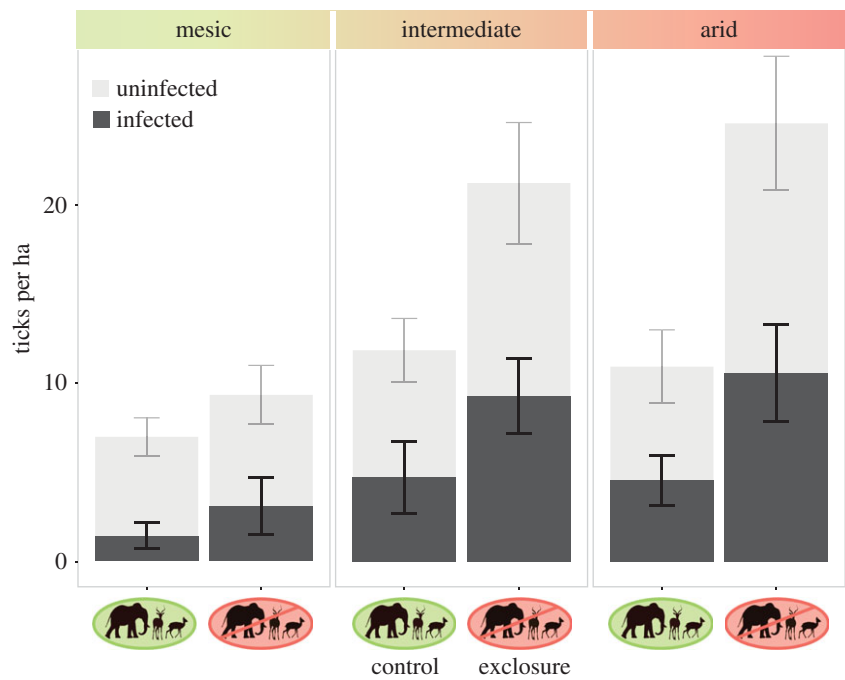 mesic intermediate arid
uninfected
infected
ticks per ha
20
10
0
control exclosure